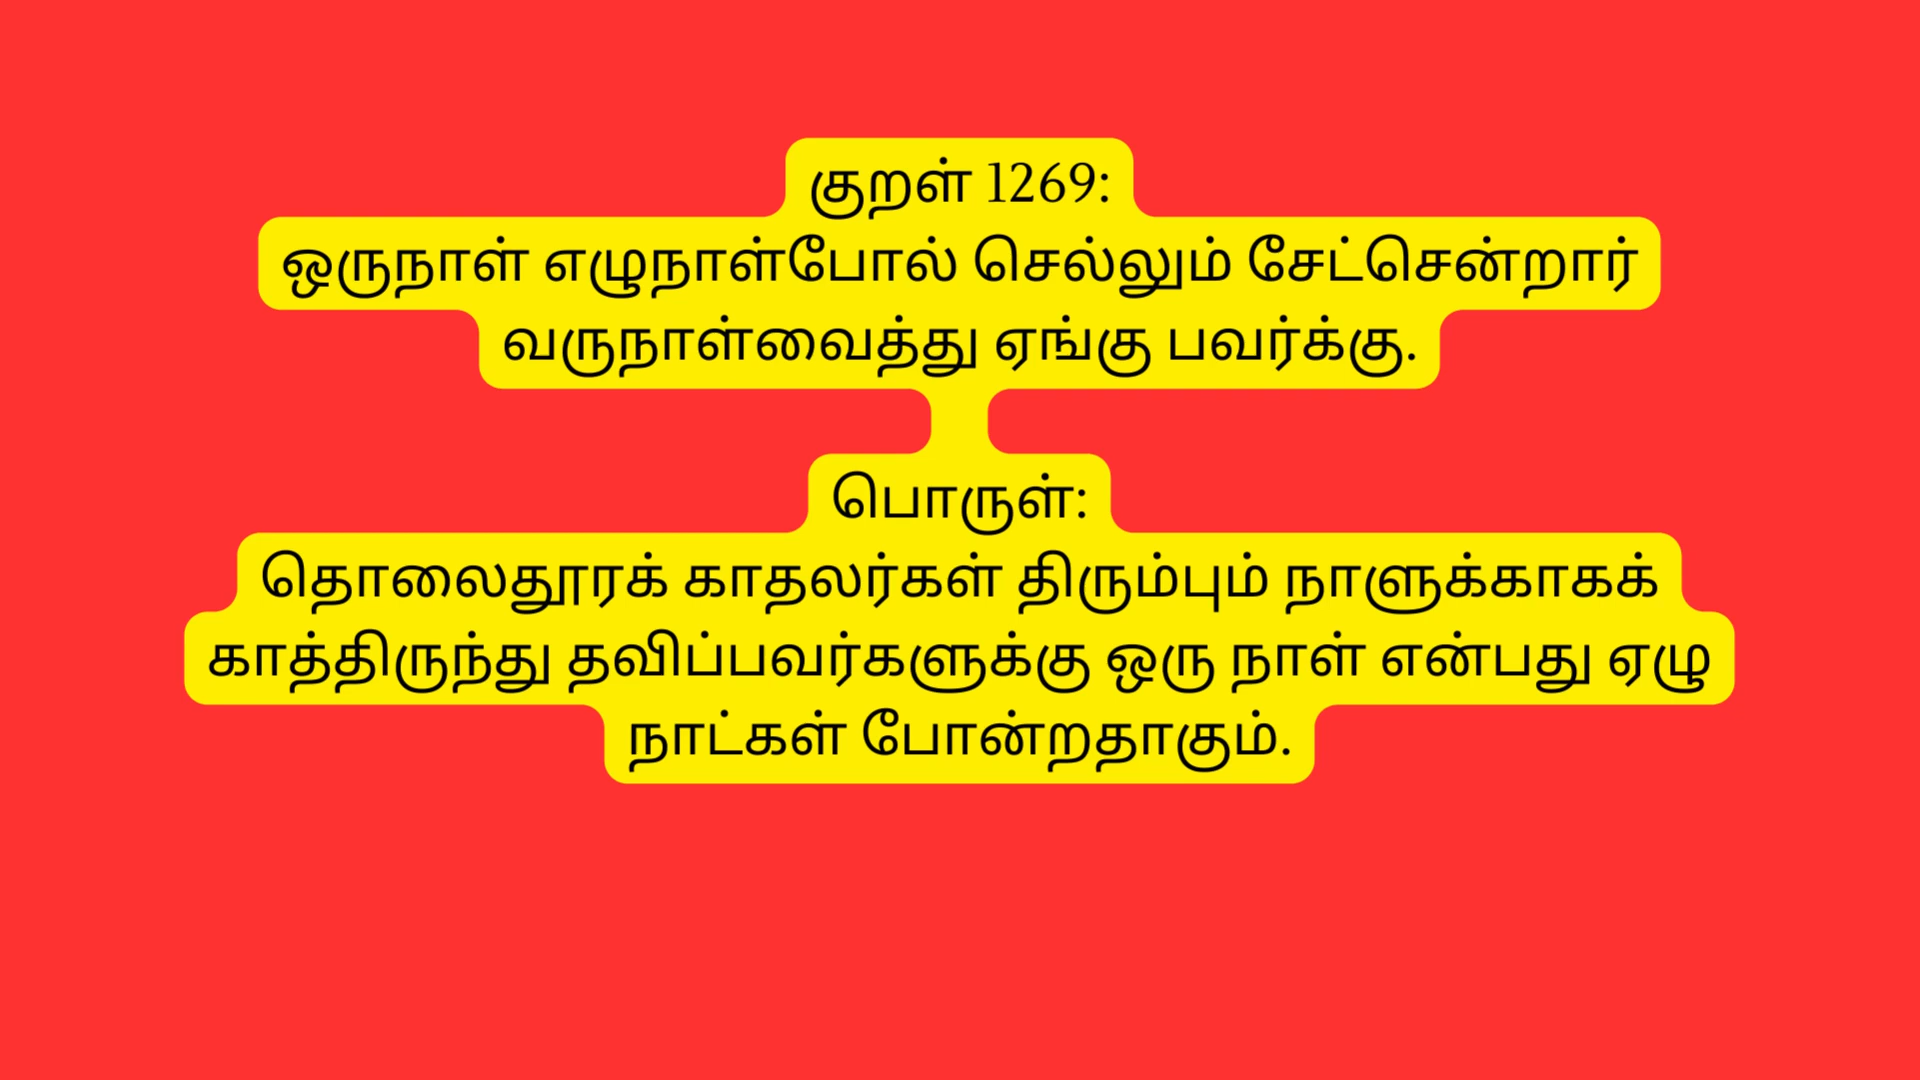 குறள் 1269:
ஒருநாள் எழுநாள்போல் செல்லும் சேட்சென்றார்
வருநாள்வைத்து ஏங்கு பவர்க்கு.
பொருள்:
தொலைதூரக் காதலர்கள் திரும்பும் நாளுக்காகக்
காத்திருந்து தவிப்பவர்களுக்கு ஒரு நாள் என்பது ஏழு
நாட்கள் போன்றதாகும்.